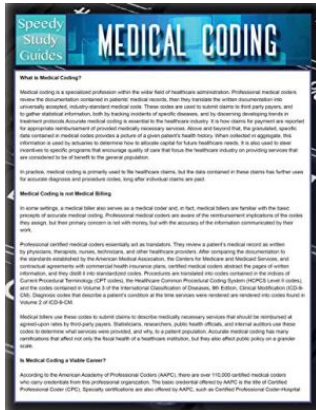 Speedy
Study
Guides
MEDICAL CODING
What is Medical Coding?
Medical coding is a specialized profession within the wider field of healthcare administration. Professional medical coders
review the documentation contained in patients' medical records, then they translate the written documentation into
universally accepted, industry-standard medical code. These codes are used to submit claims to third party payers, and
to gather statistical information, both by tracking incidents of specific diseases, and by discerning developing trends in
treatment protocols Accurate medical coding is essential to the healthcare industry. It is how claims for payment are reported
for appropriate reimbursement of provided medically necessary services. Above and beyond that, the granulated, specific
data contained in medical codes provides a picture of a given patient's health history. When collected in aggregate, this
information is used by actuaries to determine how to allocate capital for future healthcare needs. It is also used to steer
incentives to specific programs that encourage quality of care that focus the healthcare industry on providing services that
are considered to be of benefit to the general population.
In practice, medical coding is primarily used to file healthcare claims, but the data contained in these claims has further uses
for accurate diagnosis and procedure codes, long after individual claims are paid.
Medical Coding is not Medical Billing
In some settings, a medical biller also serves as a medical coder and, in fact, medical billers are familiar with the basic
precepts of accurate medical coding. Professional medical coders are aware of the reimbursement implications of the codes
they assign, but their primary concern is not with money, but with the accuracy of the information communicated by their
work.
Professional certified medical coders essentially act as translators. They review a patient's medical record as written
by physicians, therapists, nurses, technicians, and other healthcare providers. After comparing the documentation to
the standards established by the American Medical Association, the Centers for Medicare and Medicaid Services, and
contractual agreements with commercial health insurance plans, certified medical coders abstract the pages of written
information, and they distill it into standardized codes. Procedures are translated into codes contained in the indices of
Current Procedural Terminology (CPT codes), the Healthcare Common Procedural Coding System (HCPCS Level II codes),
and the codes contained in Volume 3 of the International Classification of Diseases, 9th Edition, Clinical Modification (ICD-9-
CM). Diagnosis codes that describe a patient's condition at the time services were rendered are rendered into codes found in
Volume 2 of ICD-9-CM.
Medical billers use these codes to submit claims to describe medically necessary services that should be reimbursed at
agreed-upon rates by third-party payers. Statisticians, researchers, public health officials, and internal auditors use these
codes to determine what services were provided, and why, to a patient population. Accurate medical coding has many
ramifications that affect not only the fiscal health of a healthcare institution, but they also affect public policy on a grander
scale.
Is Medical Coding a Viable Career?
According to the American Academy of Professional Coders (AAPC), there are over 110,000 certified medical coders
who carry credentials from this professional organization. The basic credential offered by AAPC is the title of Certified
Professional Coder (CPC). Specialty certifications are also offered by AAPC, such as Certified Professional Coder-Hospital